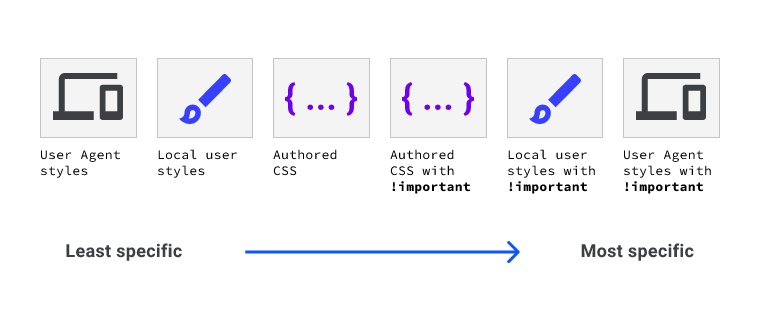 { ... }
{ ... }
User Agent
styles
Local user
styles
Authored
CSS
Authored
CSS with
!important
Local user
styles with
!important
User Agent
styles with
!important
Least specific
Most specific